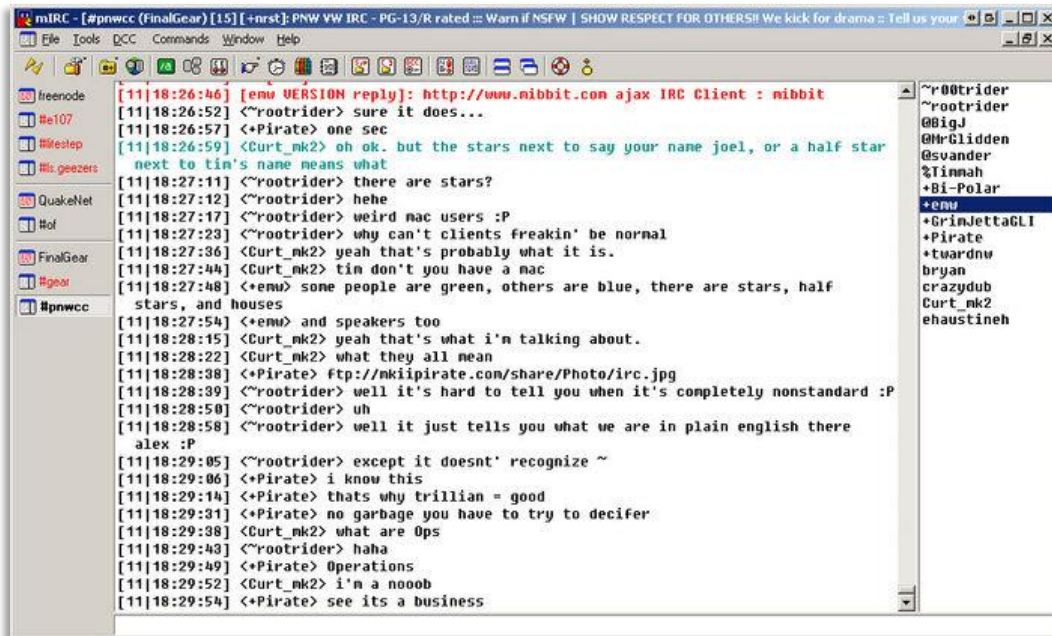 mIRC - [#pnwcc (FinalGear) [15] [+nrst]: PNW VW IRC - PG-13/R rated ::: Warn if NSFW | SHOW RESPECT FOR OTHERS!! We kick for drama :: Tell us your
File Tools DCC Commands Window Help
freenode
#e107
#litestep
#ls.geezers
QuakeNet
#of
FinalGear
#gear
#pnwcc
[11|18:26:46] [emw VERSION reply]: http://www.mibbit.com ajax IRC Client : mibbit
[11|18:26:52] <~rootrider> sure it does...
[11|18:26:57] <+Pirate> one sec
[11|18:26:59] <Curt_mk2> oh ok. but the stars next to say your name joel, or a half star
next to tim's name means what
[11|18:27:11] <~rootrider> there are stars?
[11|18:27:12] <~rootrider> hehe
[11|18:27:17] <~rootrider> weird mac users :P
[11|18:27:23] <~rootrider> why can't clients freakin' be normal
[11|18:27:36] <Curt_mk2> yeah that's probably what it is.
[11|18:27:44] <Curt_mk2> tim don't you have a mac
[11|18:27:48] <+emw> some people are green, others are blue, there are stars, half
stars, and houses
[11|18:27:54] <+emw> and speakers too
[11|18:28:15] <Curt_mk2> yeah that's what i'm talking about.
[11|18:28:22] <Curt_mk2> what they all mean
[11|18:28:38] <+Pirate> ftp://mkiipirate.com/share/Photo/irc.jpg
[11|18:28:39] <~rootrider> well it's hard to tell you when it's completely nonstandard :P
[11|18:28:50] <~rootrider> uh
[11|18:28:58] <~rootrider> well it just tells you what we are in plain english there
alex :P
[11|18:29:05] <~rootrider> except it doesnt' recognize ~
[11|18:29:06] <+Pirate> i know this
[11|18:29:14] <+Pirate> thats why trillian = good
[11|18:29:31] <+Pirate> no garbage you have to try to decifer
[11|18:29:38] <Curt_mk2> what are Ops
[11|18:29:43] <~rootrider> haha
[11|18:29:49] <+Pirate> Operations
[11|18:29:52] <Curt_mk2> i'm a nooob
[11|18:29:54] <+Pirate> see its a business
~r00trider
~rootrider
@BigJ
@MrGlidden
@svander
%Timmah
+Bi-Polar
+emw
+GrimJettaGLI
+Pirate
+twardnw
bryan
crazydub
Curt_mk2
ehaustineh